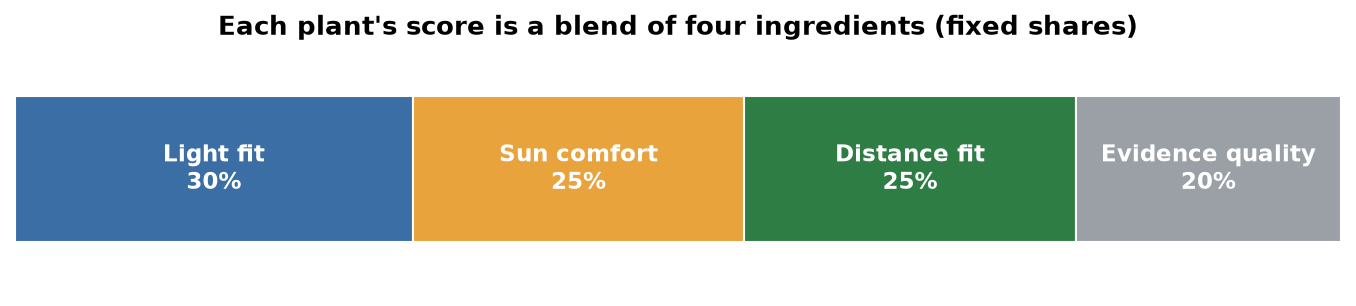 Each plant's score is a blend of four ingredients (fixed shares)
Light fit
30%
Sun comfort
25%
Distance fit
25%
Evidence quality
20%